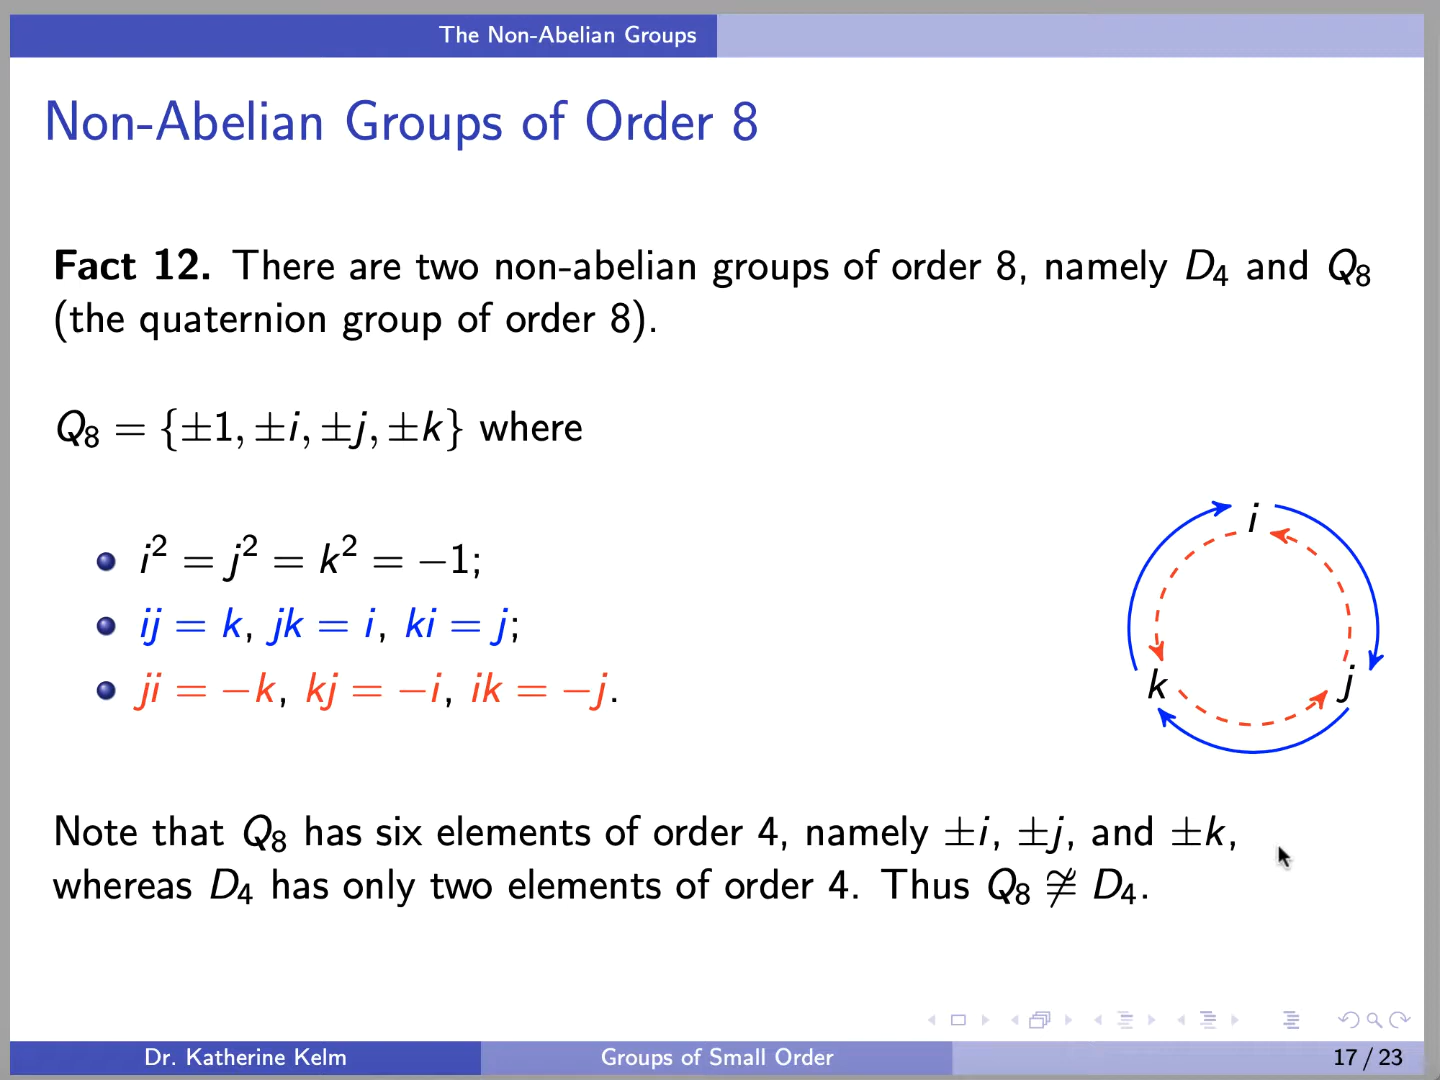 The Non-Abelian Groups
Non-Abelian Groups of Order 8
Fact 12. There are two non-abelian groups of order 8, namely D₄ and Q₈
(the quaternion group of order 8).
Q₈ = {±1, ±i, ±j, ±k} where
i² = j² = k² = −1;
ij = k, jk = i, ki = j;
ji = −k, kj = −i, ik = −j.
i
k j
Note that Q₈ has six elements of order 4, namely ±i, ±j, and ±k,
whereas D₄ has only two elements of order 4. Thus Q₈ ≇ D₄.
Dr. Katherine Kelm Groups of Small Order 17 / 23